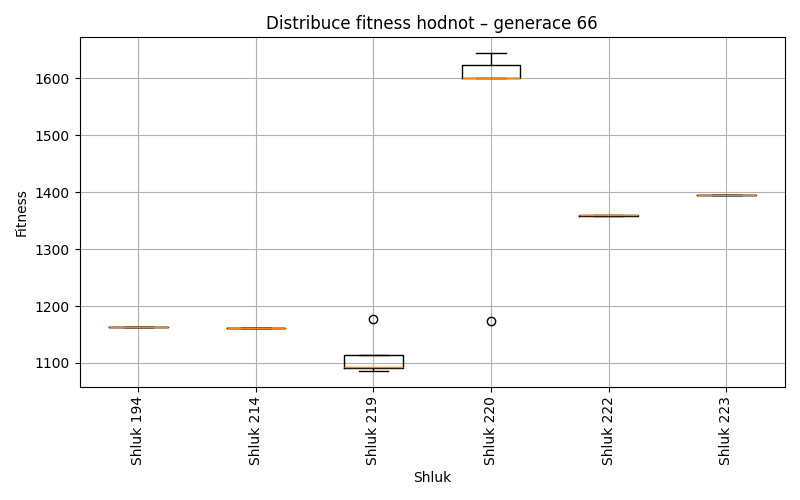 Distribuce fitness hodnot – generace 66
Fitness
1600
1500
1400
1300
1200
1100
Shluk 194
Shluk 214
Shluk 219
Shluk 220
Shluk 222
Shluk 223
Shluk